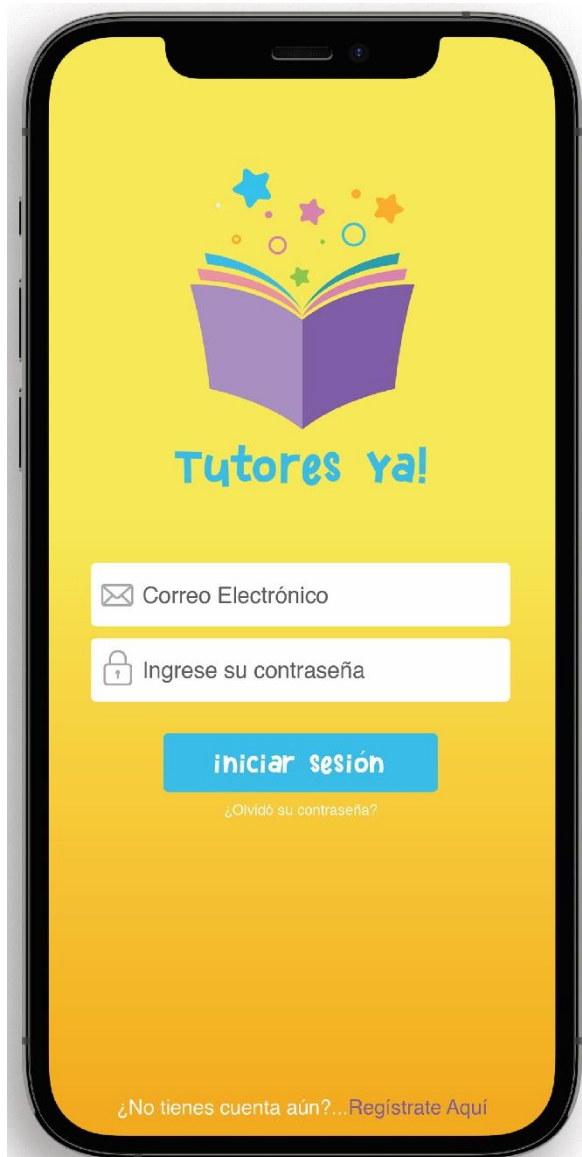 Tutores Ya!
Correo Electrónico
Ingrese su contraseña
iniciar sesión
¿Olvidó su contraseña?
¿No tienes cuenta aún?...Regístrate Aquí